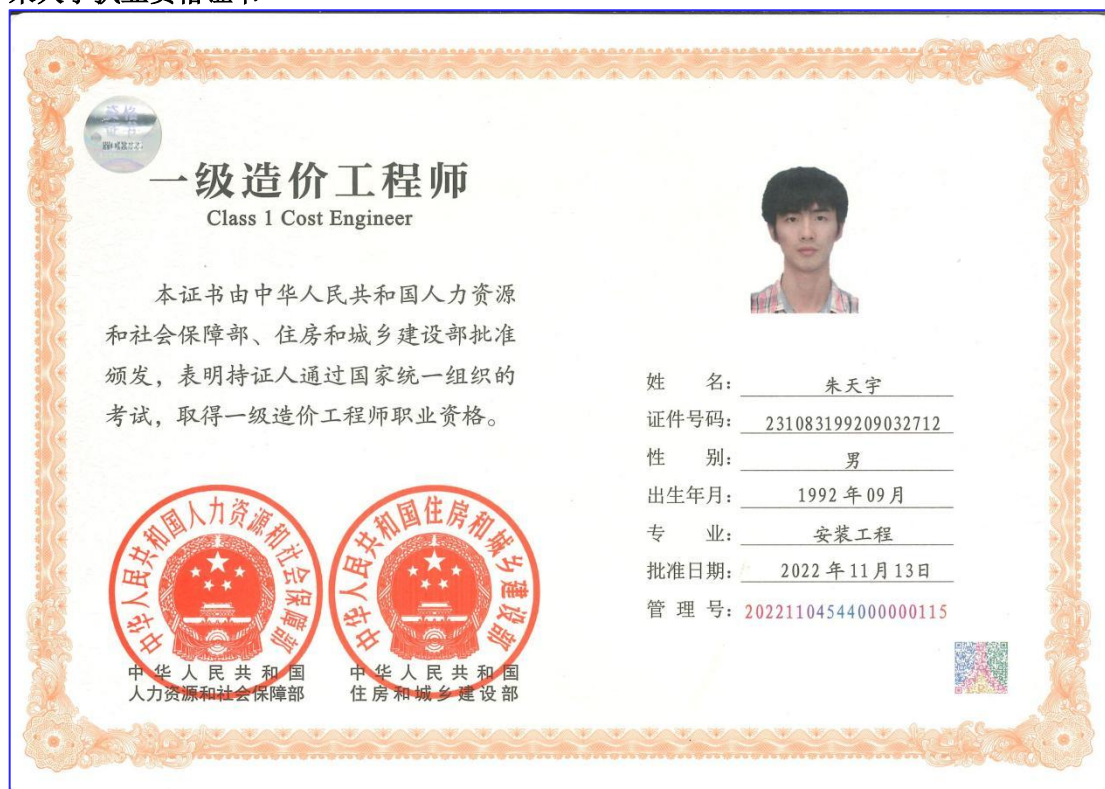 朱天宇执业资格证书
一级造价工程师
Class 1 Cost Engineer
本证书由中华人民共和国人力资源
和社会保障部、住房和城乡建设部批准
颁发，表明持证人通过国家统一组织的
考试，取得一级造价工程师职业资格。
中华人民共和国人力资源和社会保障部
中华人民共和国
人力资源和社会保障部
中华人民共和国住房和城乡建设部
中华人民共和国
住房和城乡建设部
姓 名： 朱天宇
证件号码： 231083199209032712
性 别： 男
出生年月： 1992 年 09 月
专 业： 安装工程
批准日期： 2022 年 11 月 13 日
管 理 号： 20221104544000000115